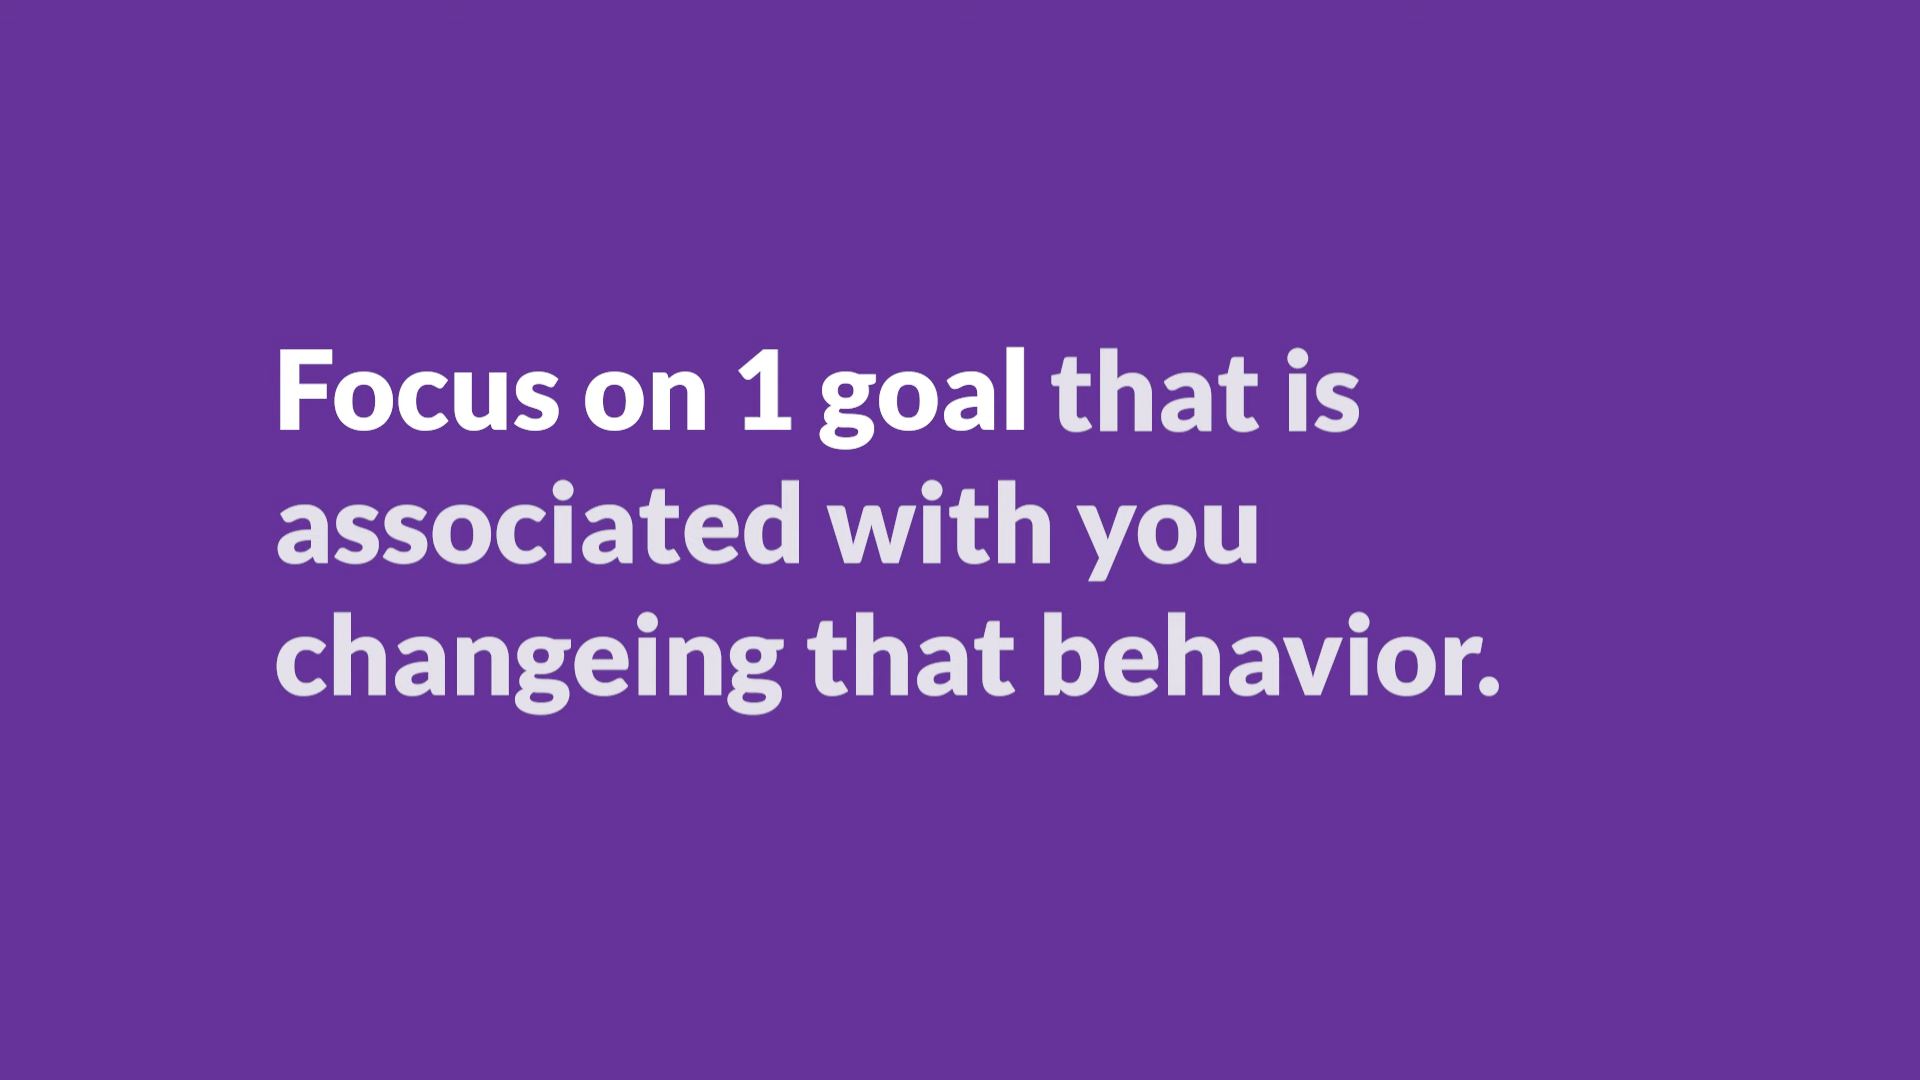 Focus on 1 goal that is
associated with you
changeing that behavior.